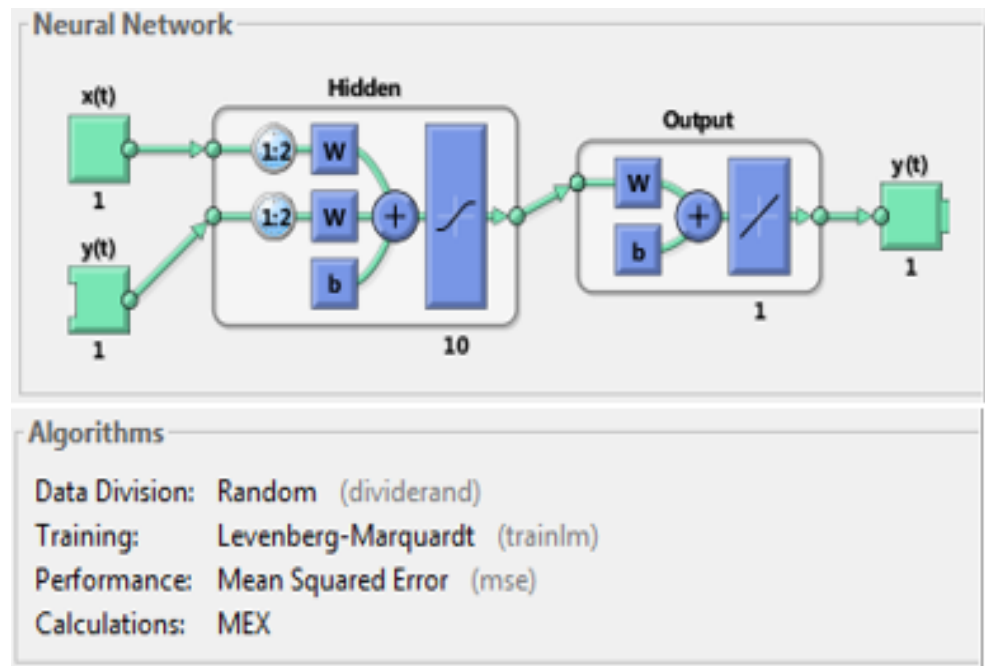 Neural Network
Hidden
x(t)
Output
1:2 W
W
y(t)
1
1:2 W
+
+
y(t)
b
b
1
1
1
10
Algorithms
Data Division: Random (dividerand)
Training: Levenberg-Marquardt (trainlm)
Performance: Mean Squared Error (mse)
Calculations: MEX